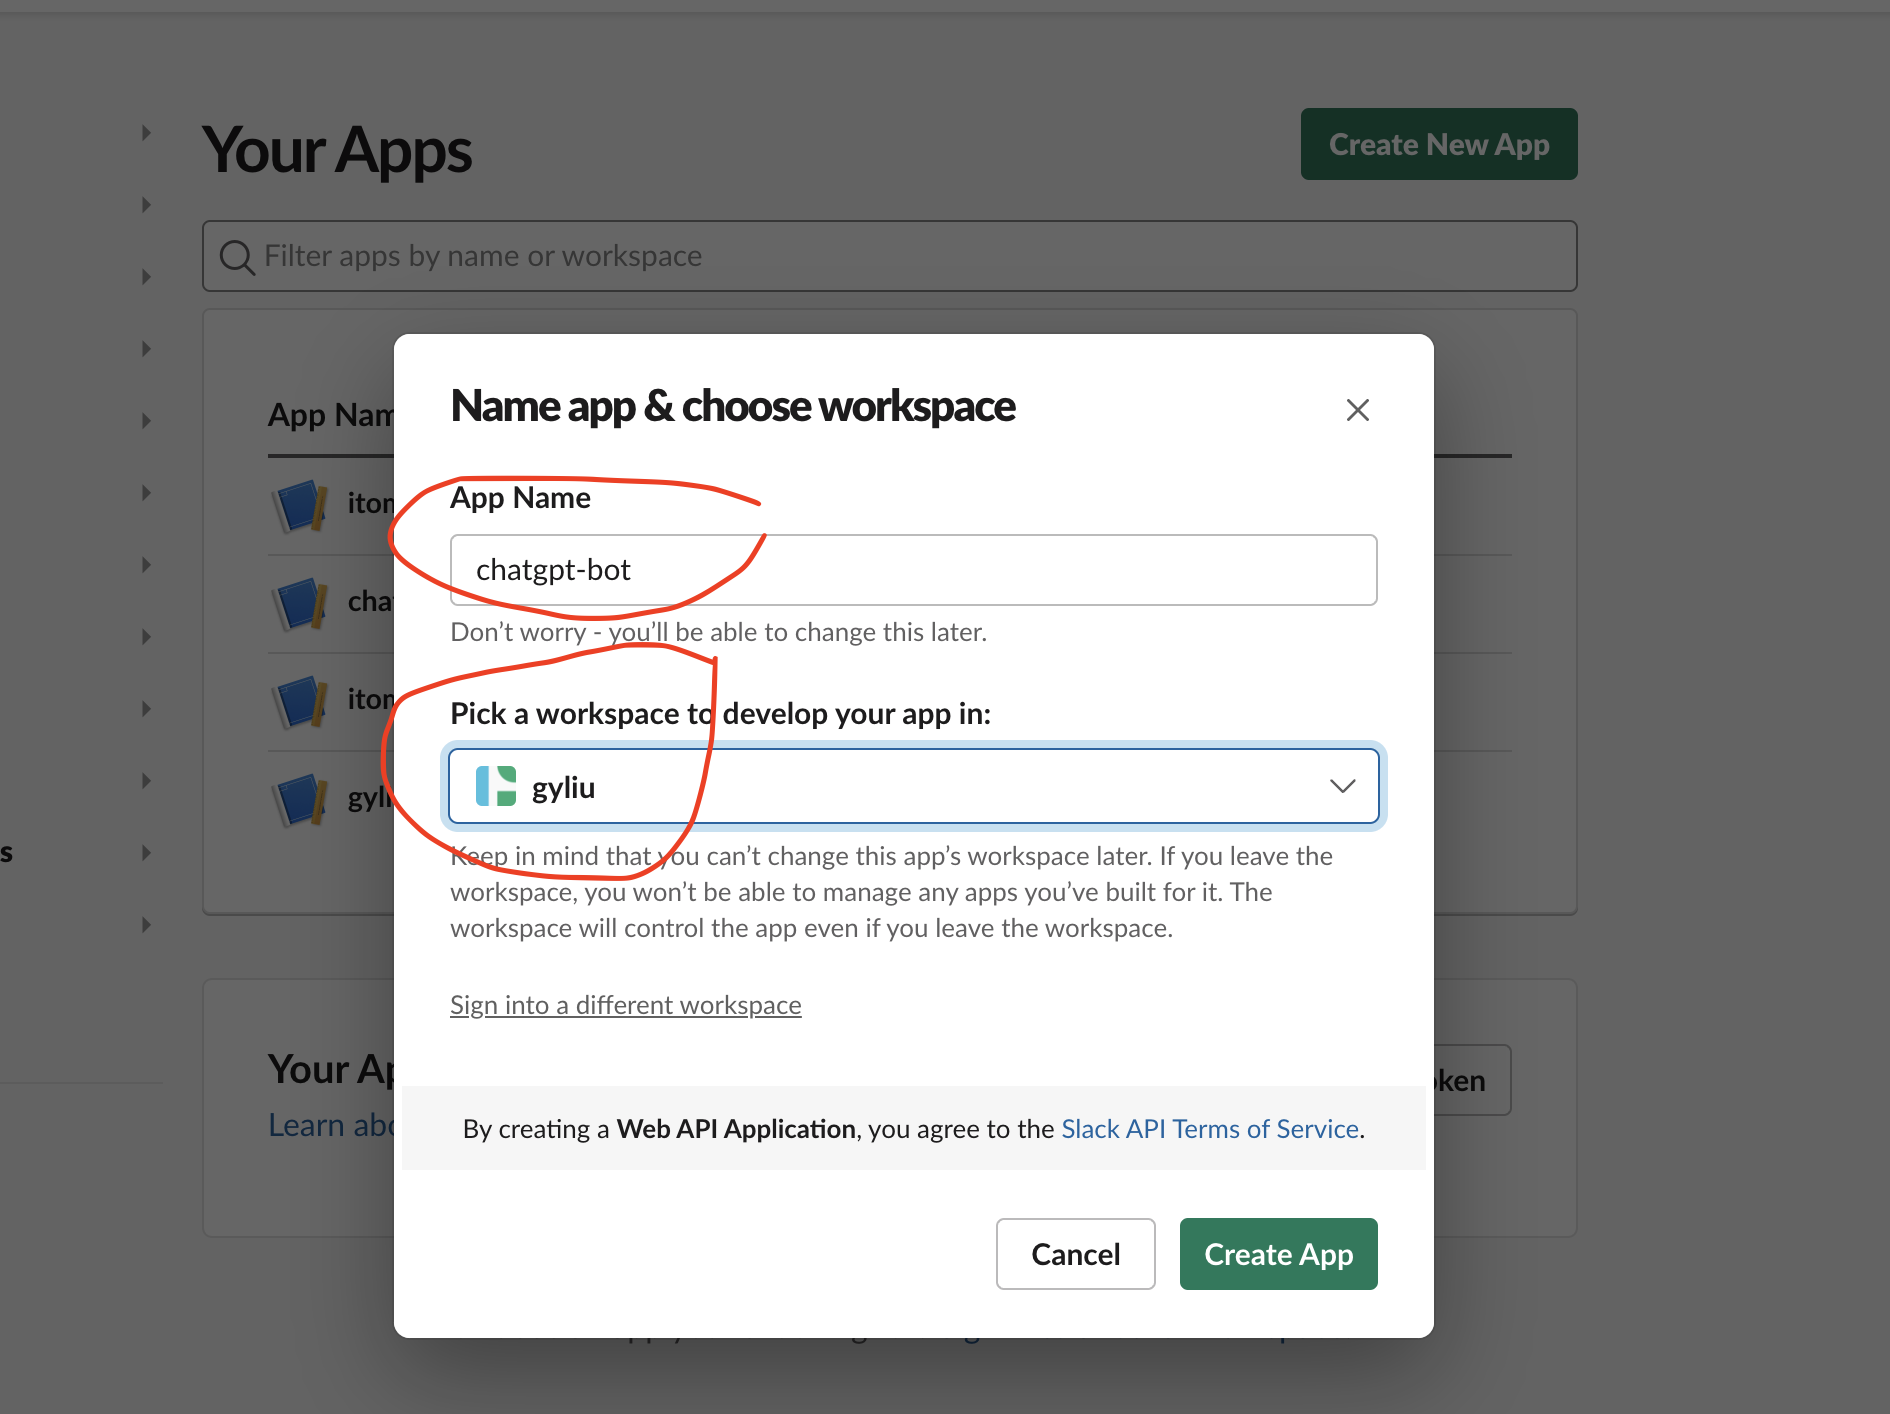 Your Apps
Create New App
Filter apps by name or workspace
App Nam
Name app & choose workspace
App Name
chatgpt-bot
Don't worry - you'll be able to change this later.
Pick a workspace to develop your app in:
gyliu
Keep in mind that you can't change this app's workspace later. If you leave the
workspace, you won't be able to manage any apps you've built for it. The
workspace will control the app even if you leave the workspace.
Sign into a different workspace
s
Your Ap
Learn abo
oken
By creating a Web API Application, you agree to the Slack API Terms of Service.
Cancel
Create App